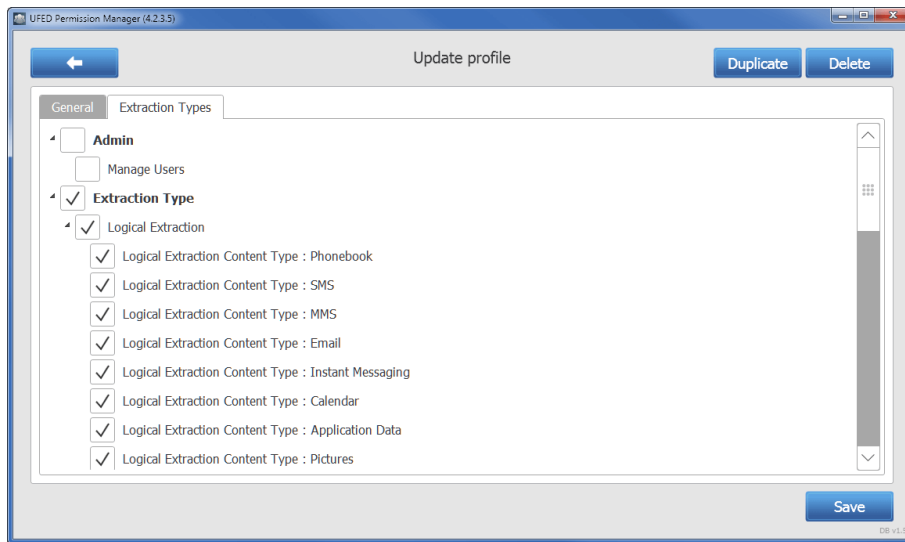 UFED Permission Manager (4.2.3.5)
Update profile
Duplicate
Delete
General
Extraction Types
Admin
Manage Users
Extraction Type
Logical Extraction
Logical Extraction Content Type : Phonebook
Logical Extraction Content Type : SMS
Logical Extraction Content Type : MMS
Logical Extraction Content Type : Email
Logical Extraction Content Type : Instant Messaging
Logical Extraction Content Type : Calendar
Logical Extraction Content Type : Application Data
Logical Extraction Content Type : Pictures
Save
DB